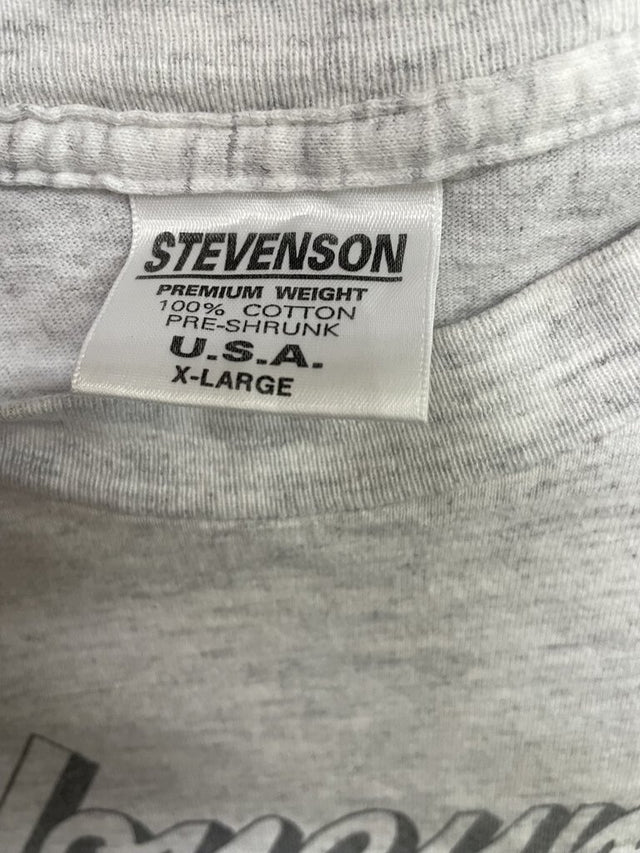 STEVENSON
PREMIUM WEIGHT
100% COTTON
PRE-SHRUNK
U.S.A.
X-LARGE